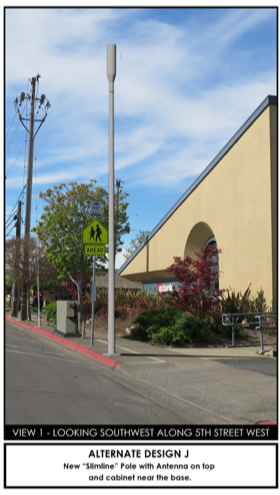 AHEAD
VIEW 1 - LOOKING SOUTHWEST ALONG 5TH STREET WEST
ALTERNATE DESIGN J
New "Slimline" Pole with Antenna on top
and cabinet near the base.